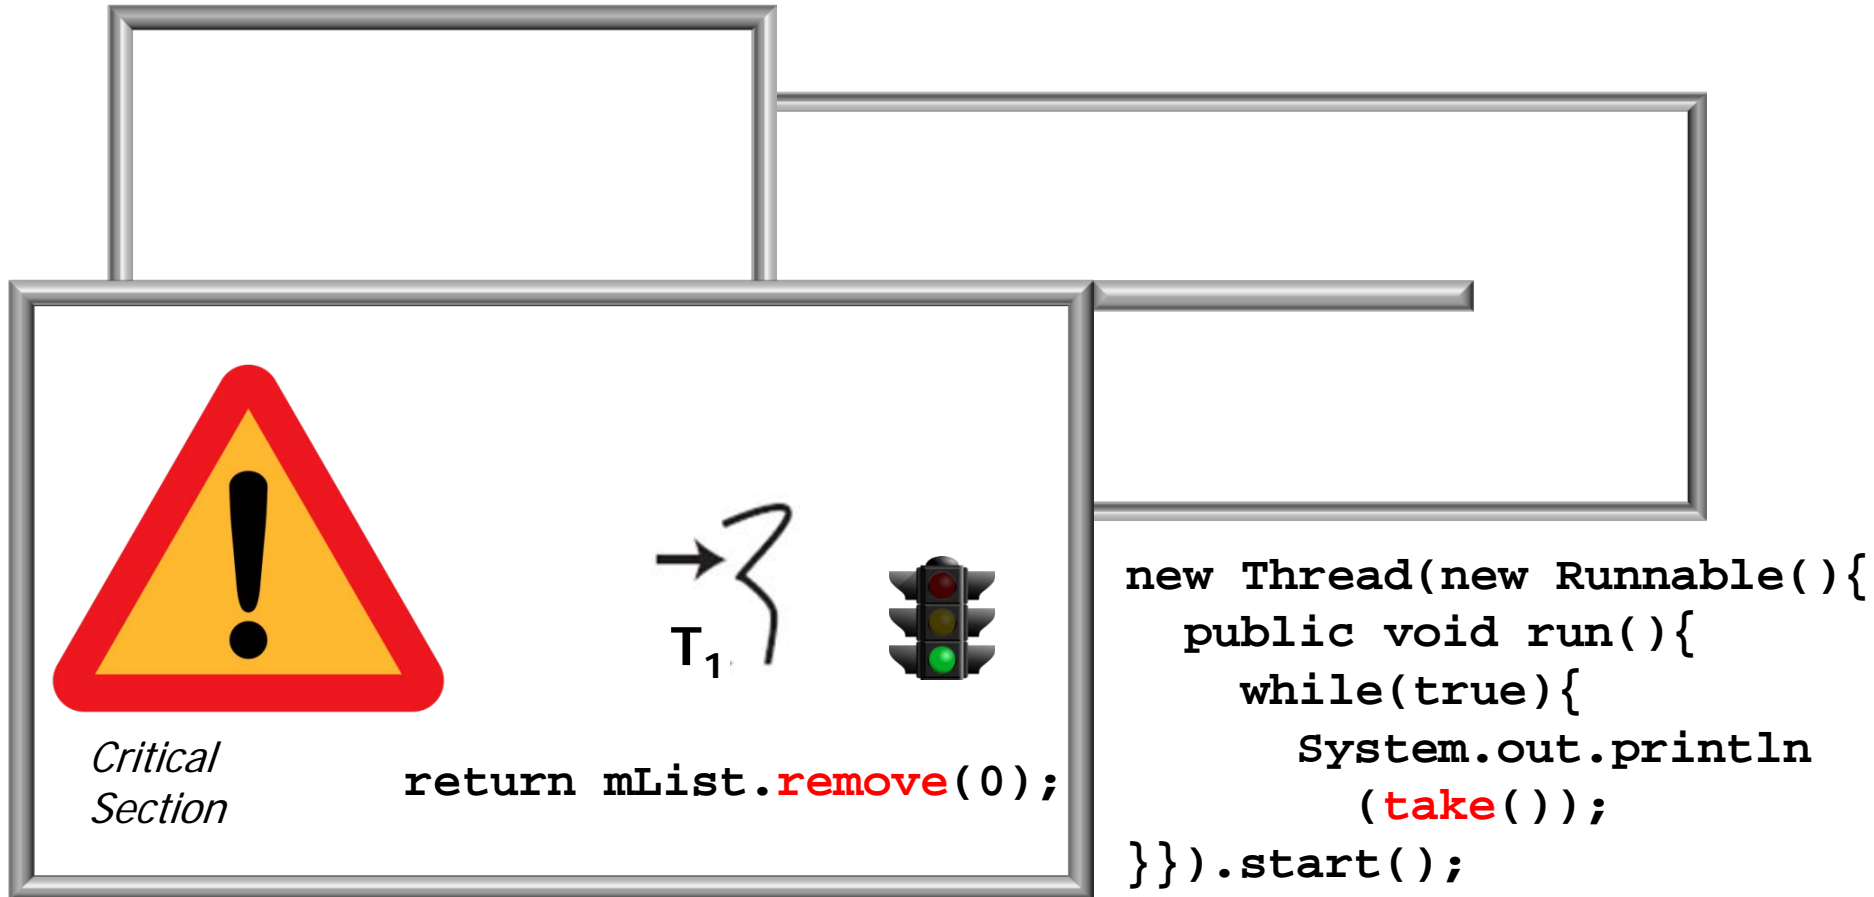 T₁
Critical
Section
return mList.remove(0);
new Thread(new Runnable(){
public void run(){
while(true){
System.out.println
(take());
}}).start();